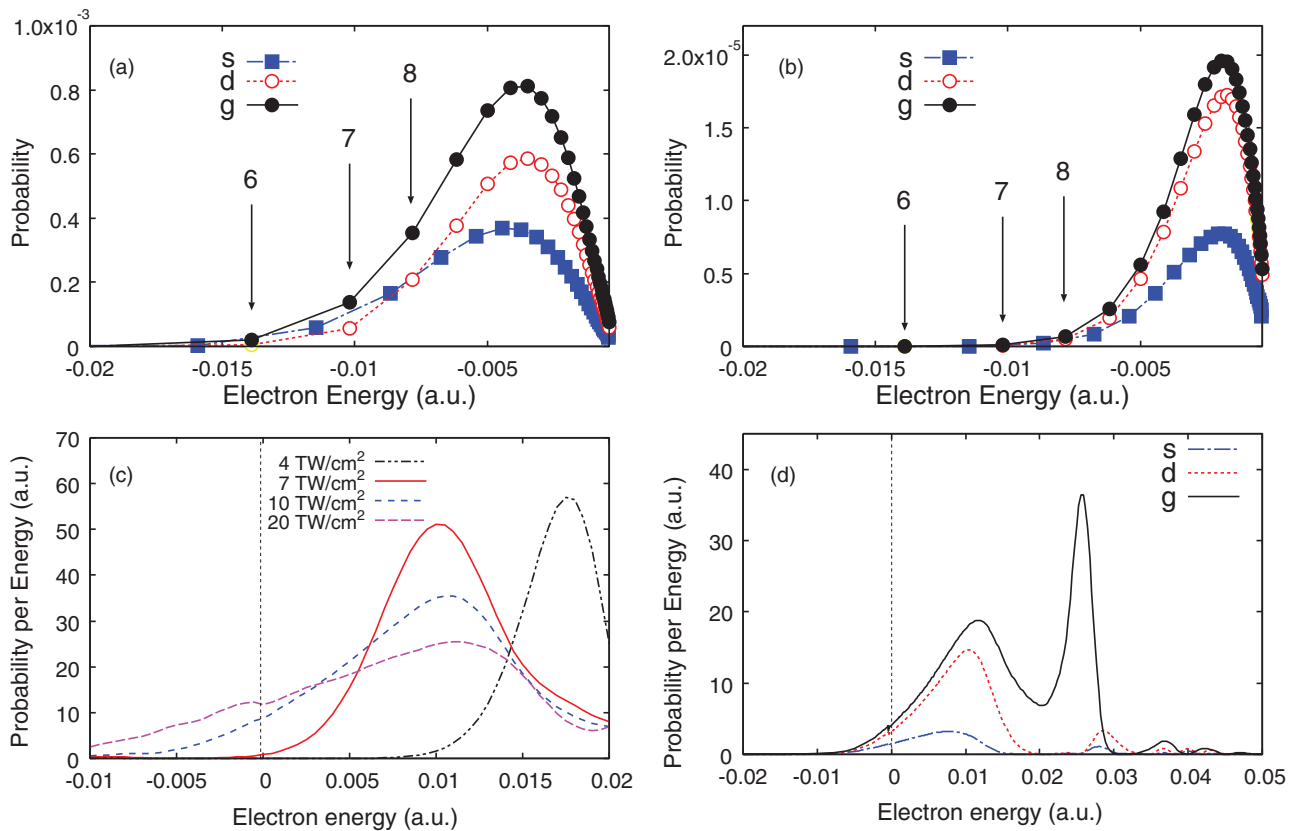 1.0x10⁻³
(a)
s
d
g
6
7
8
0.8
0.6
0.4
0.2
0
Probability
-0.02
-0.015
-0.01
-0.005
Electron Energy (a.u.)
(b)
s
d
g
6
7
8
2.0x10⁻⁵
1.5
1.0
0.5
0
Probability
-0.02
-0.015
-0.01
-0.005
Electron Energy (a.u.)
70
60
50
40
30
20
10
0
Probability per Energy (a.u.)
(c)
4 TW/cm²
7 TW/cm²
10 TW/cm²
20 TW/cm²
-0.01
-0.005
0
0.005
0.01
0.015
0.02
Electron energy (a.u.)
40
30
20
10
0
Probability per Energy (a.u.)
(d)
s
d
g
-0.02
-0.01
0
0.01
0.02
0.03
0.04
0.05
Electron energy (a.u.)